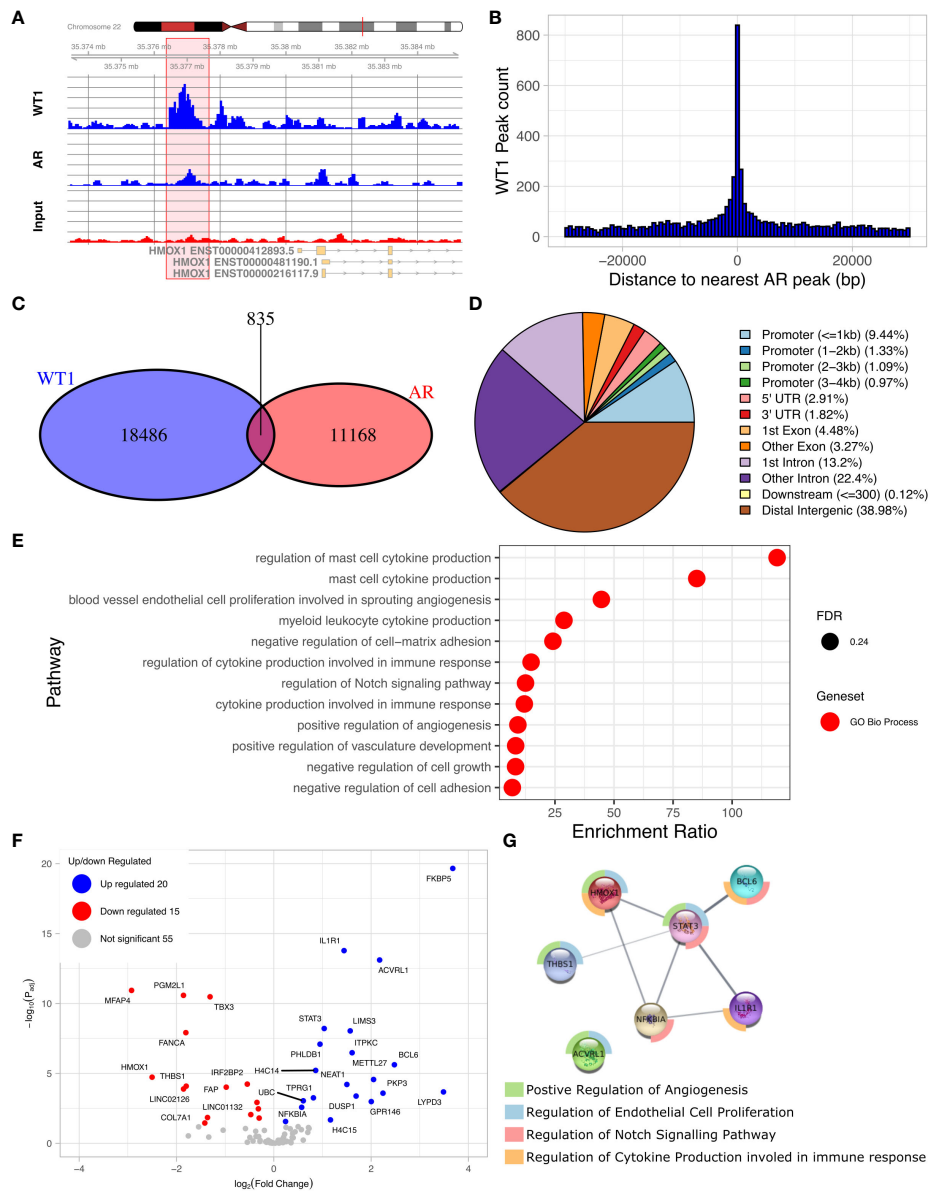 A
Chromosome 22
35.374 mb 35.376 mb 35.378 mb 35.38 mb 35.382 mb 35.384 mb
35.375 mb 35.377 mb 35.379 mb 35.381 mb 35.383 mb
WT1
AR
Input
HMOX1 ENST00000412893.5
HMOX1 ENST00000481190.1
HMOX1 ENST00000216117.9
B
WT1 Peak count
800
600
400
200
0
−20000 0 20000
Distance to nearest AR peak (bp)
C
835
WT1
AR
18486
11168
D
Promoter (<=1kb) (9.44%)
Promoter (1−2kb) (1.33%)
Promoter (2−3kb) (1.09%)
Promoter (3−4kb) (0.97%)
5' UTR (2.91%)
3' UTR (1.82%)
1st Exon (4.48%)
Other Exon (3.27%)
1st Intron (13.2%)
Other Intron (22.4%)
Downstream (<=300) (0.12%)
Distal Intergenic (38.98%)
E
Pathway
regulation of mast cell cytokine production
mast cell cytokine production
blood vessel endothelial cell proliferation involved in sprouting angiogenesis
myeloid leukocyte cytokine production
negative regulation of cell−matrix adhesion
regulation of cytokine production involved in immune response
regulation of Notch signaling pathway
cytokine production involved in immune response
positive regulation of angiogenesis
positive regulation of vasculature development
negative regulation of cell growth
negative regulation of cell adhesion
25 50 75 100
Enrichment Ratio
FDR
0.24
Geneset
GO Bio Process
F
Up/down Regulated
Up regulated 20
Down regulated 15
Not significant 55
−log10(Padj)
20
15
10
5
0
−4 −2 0 2 4
log2(Fold Change)
FKBP5
IL1R1
ACVRL1
MFAP4
PGM2L1
TBX3
STAT3
LIMS3
FANCA
PHLDB1
ITPKC
HMOX1
THBS1
IRF2BP2
H4C14
NEAT1
METTL27
BCL6
LINC02126
FAP
UBC
TPRG1
PKP3
COL7A1
LINC01132
NFKBIA
DUSP1
GPR146
LYPD3
H4C15
G
HMOX1
BCL6
STAT3
THBS1
NFKBIA
IL1R1
ACVRL1
Postive Regulation of Angiogenesis
Regulation of Endothelial Cell Proliferation
Regulation of Notch Signalling Pathway
Regulation of Cytokine Production involed in immune response